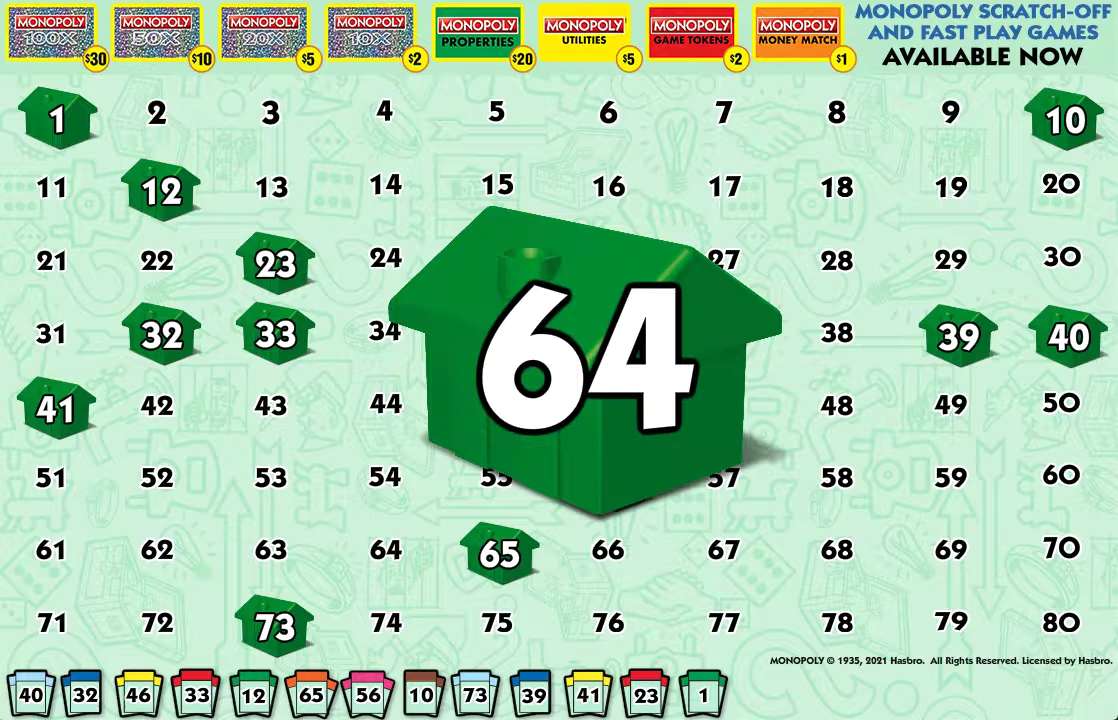 MONOPOLY 100X $30
MONOPOLY 50X $10
MONOPOLY 20X $5
MONOPOLY 10X $2
MONOPOLY PROPERTIES $20
MONOPOLY UTILITIES $5
MONOPOLY GAME TOKENS $2
MONOPOLY MONEY MATCH $1
MONOPOLY SCRATCH-OFF
AND FAST PLAY GAMES
AVAILABLE NOW
1 2 3 4 5 6 7 8 9 10
11 12 13 14 15 16 17 18 19 20
21 22 23 24 27 28 29 30
31 32 33 34 38 39 40
64
41 42 43 44 48 49 50
51 52 53 54 55 57 58 59 60
61 62 63 64 65 66 67 68 69 70
71 72 73 74 75 76 77 78 79 80
MONOPOLY © 1935, 2021 Hasbro. All Rights Reserved. Licensed by Hasbro.
40 32 46 33 12 65 56 10 73 39 41 23 1